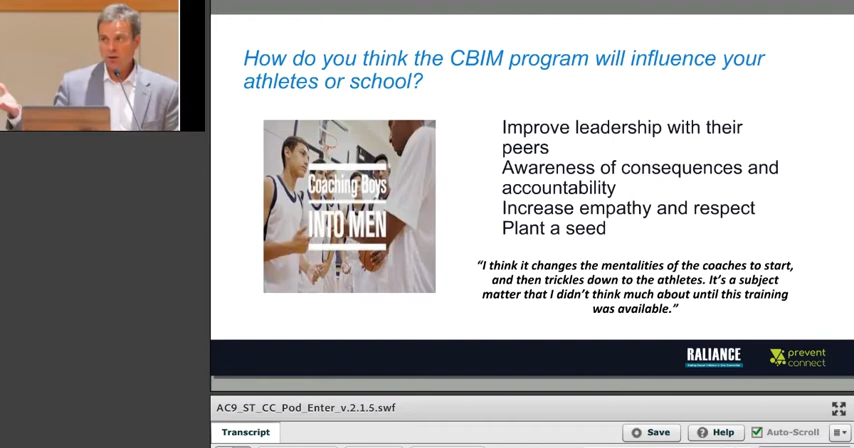 How do you think the CBIM program will influence your
athletes or school?
Coaching Boys
INTO MEN
Improve leadership with their
peers
Awareness of consequences and
accountability
Increase empathy and respect
Plant a seed
“I think it changes the mentalities of the coaches to start,
and then trickles down to the athletes. It’s a subject
matter that I didn’t think much about until this training
was available.”
RALIANCE
prevent
connect
AC9_ST_CC_Pod_Enter_v.2.1.5.swf
Transcript
Save
Help
Auto-Scroll